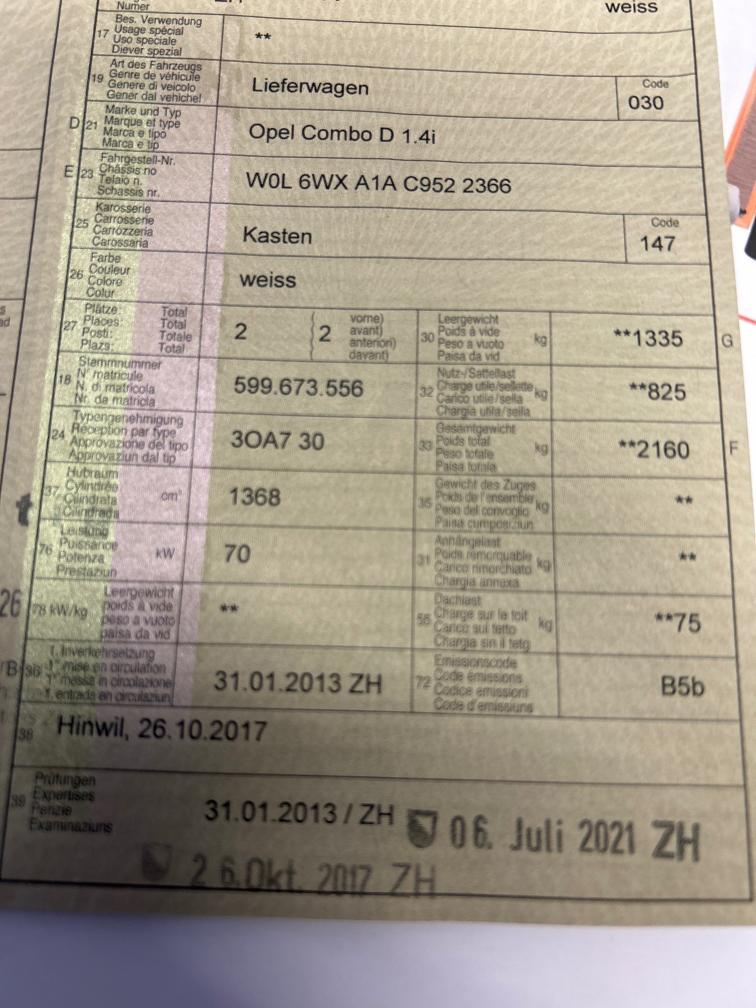 Numer
weiss
17 Bes. Verwendung
Usage spécial
Uso speciale
Diever spezial
**
19 Art des Fahrzeugs
Genre de véhicule
Genere di veicolo
Gener dal vehichel
Lieferwagen
Code
030
D 21 Marke und Typ
Marque et type
Marca e tipo
Marca e tip
Opel Combo D 1.4i
E 23 Fahrgestell-Nr.
Châssis no
Telaio n.
Schassis nr.
W0L 6WX A1A C952 2366
25 Karosserie
Carrosserie
Carrozzeria
Carossaria
Kasten
Code
147
26 Farbe
Couleur
Colore
Colur
weiss
27 Plätze: Total
Places: Total
Posti: Totale
Plazs: Total
2
2
vorne)
avant)
anteriori)
davant)
30 Leergewicht
Poids à vide kg
Peso a vuoto
Paisa da vid
**1335 G
18 Stammnummer
N° matricule
N. di matricola
Nr. da matricla
599.673.556
32 Nutz-/Sattellast
Charge utile/sellette kg
Carico utile/sella
Chargia utila/sella
**825
24 Typengenehmigung
Réception par type
Approvazione del tipo
Approvaziun dal tip
3OA7 30
33 Gesamtgewicht
Poids total kg
Peso totale
Paisa totala
**2160 F
37 Hubraum
Cylindrée cm³
Cilindrata
Cilindrada
1368
35 Gewicht des Zuges
Poids de l'ensemble kg
Peso del convoglio
Paisa cumposiziun
**
76 Leistung
Puissance kW
Potenza
Prestaziun
70
31 Anhängelast
Poids remorquable kg
Carico rimorchiato
Chargia annexa
**
26
78 kW/kg Leergewicht
poids à vide
peso a vuoto
paisa da vid
**
55 Dachlast
Charge sur le toit kg
Carico sul tetto
Chargia sin il tetg
**75
B 36 1. Inverkehrsetzung
1re mise en circulation
1a messa in circolazione
1. entrada en circulaziun
31.01.2013 ZH
72 Emissionscode
Code émissions
Codice emissioni
Code d'emissiuns
B5b
38 Hinwil, 26.10.2017
39 Prüfungen
Expertises
Perizie
Examinaziuns
31.01.2013 / ZH
06. Juli 2021 ZH
26. Okt. 2017 ZH